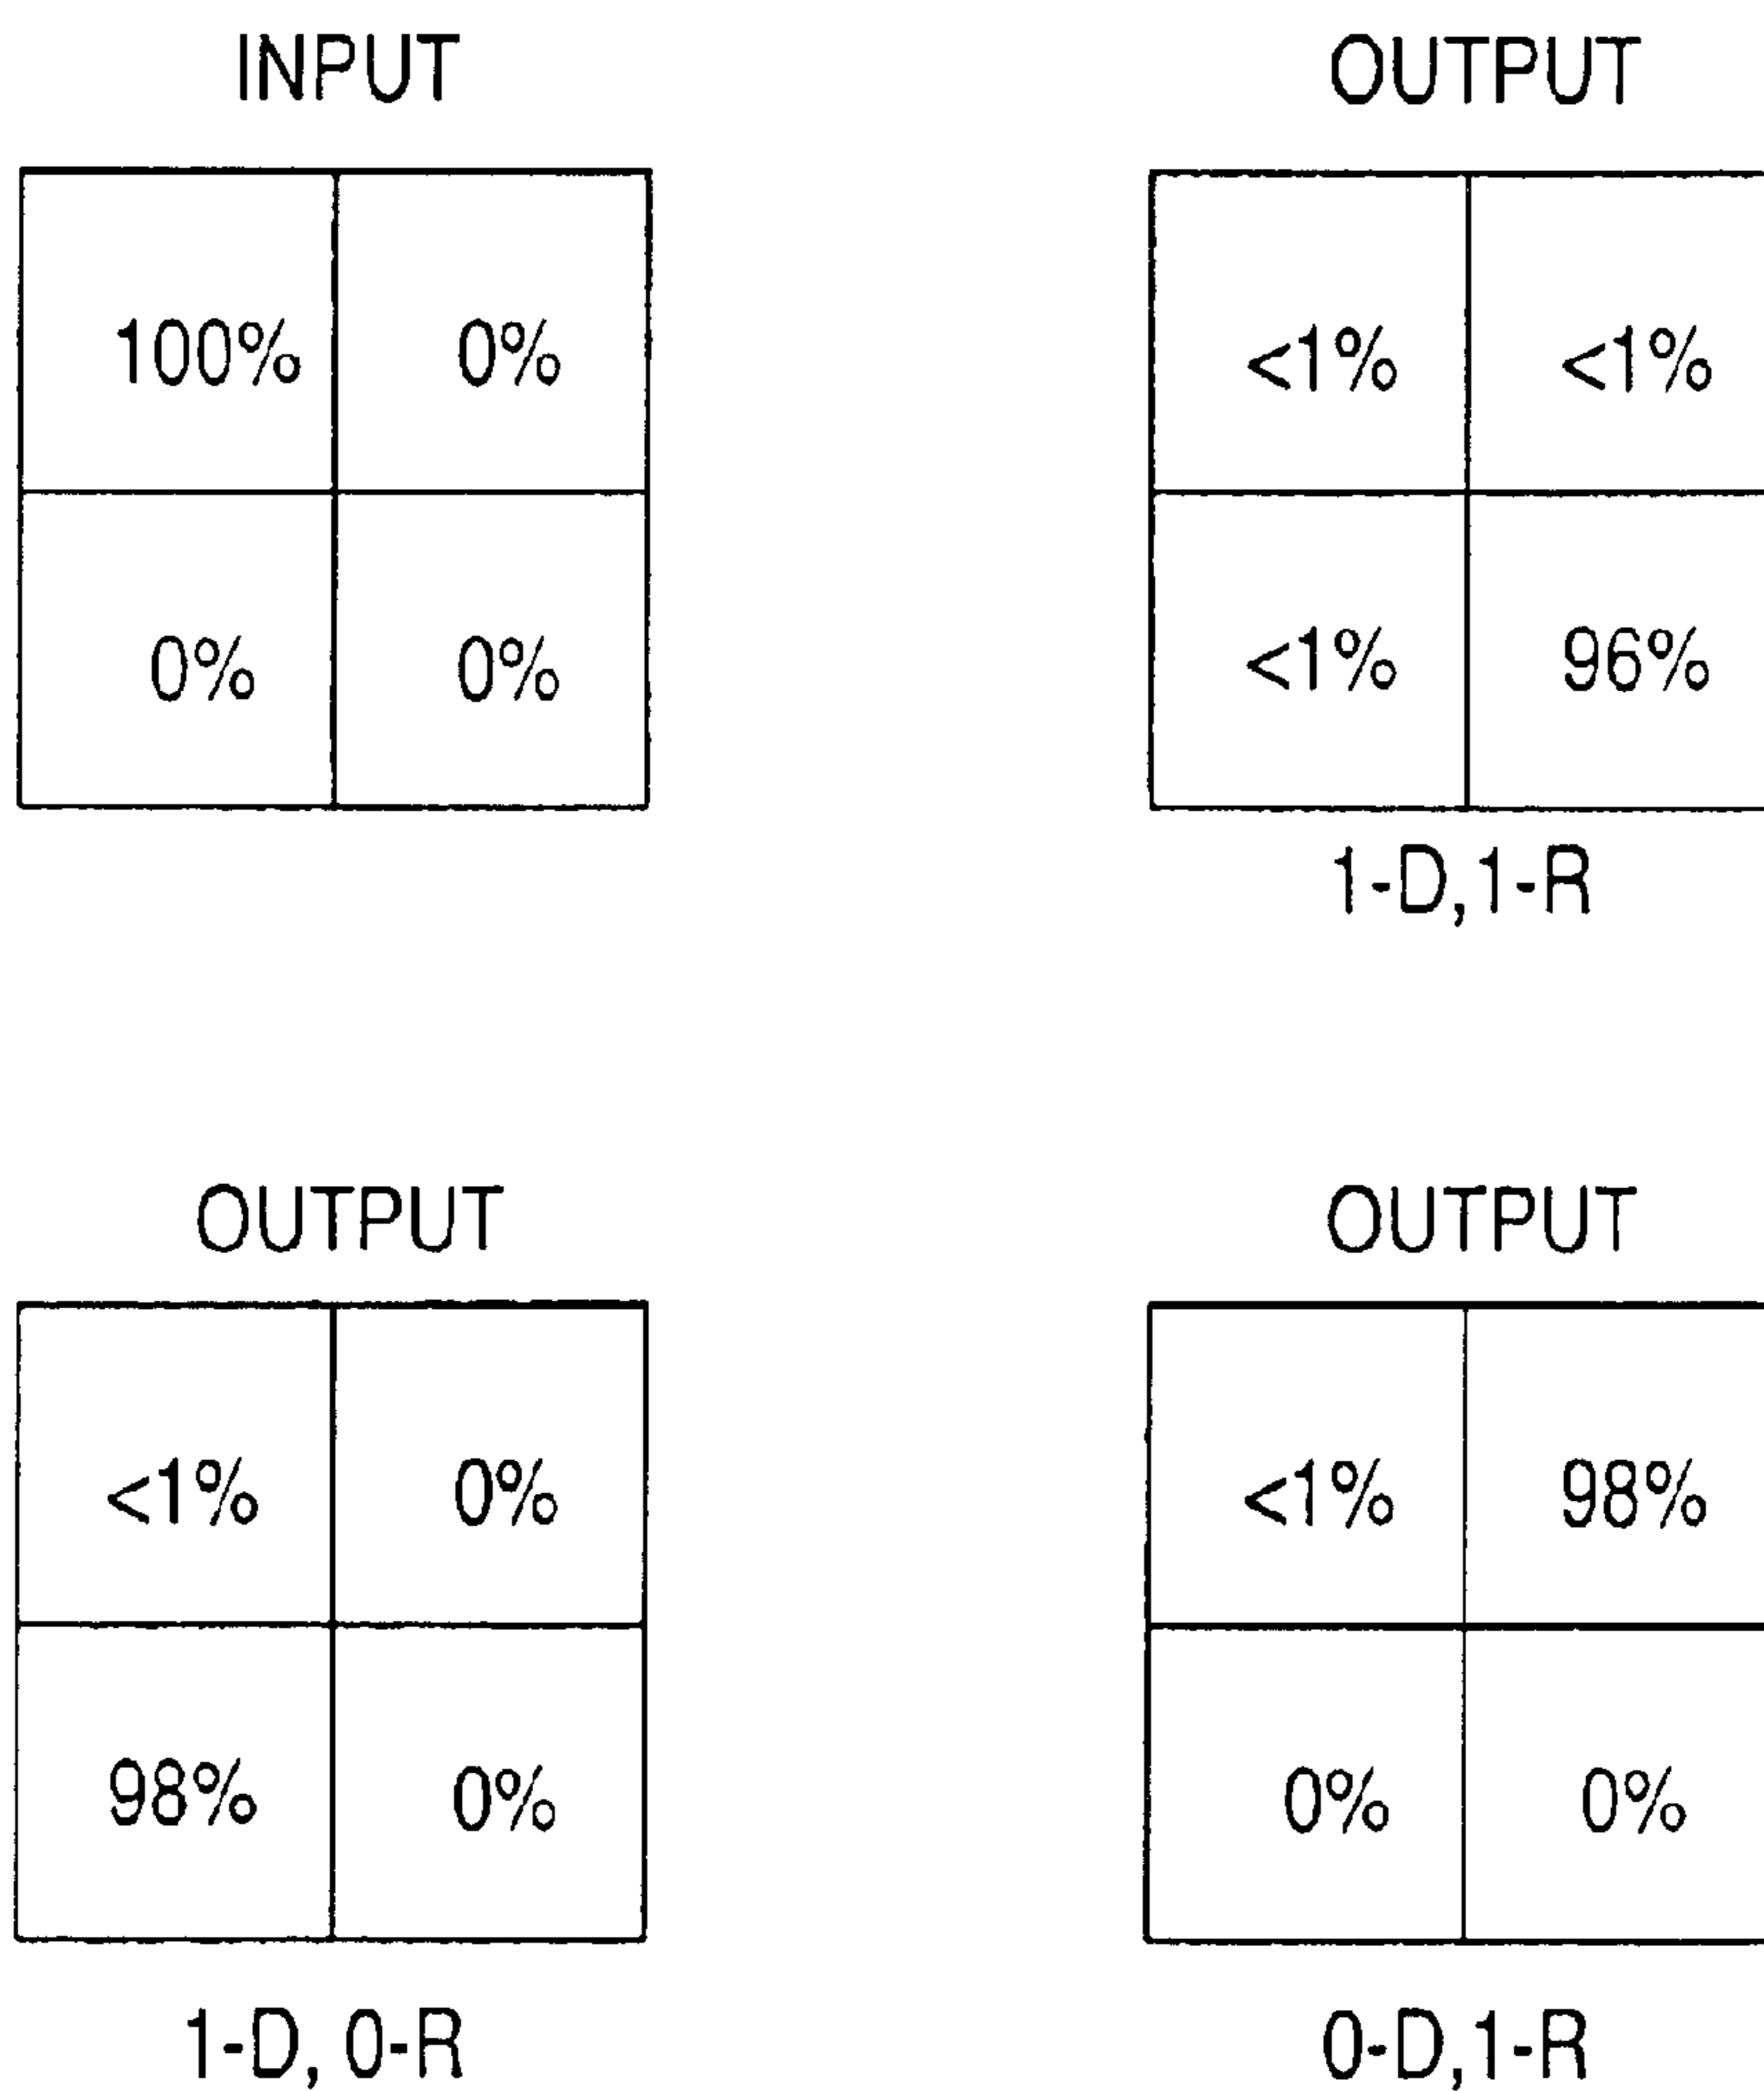 INPUT
100% 0%
0% 0%
OUTPUT
<1% <1%
<1% 96%
1-D,1-R
OUTPUT
<1% 0%
98% 0%
1-D, 0-R
OUTPUT
<1% 98%
0% 0%
0-D,1-R